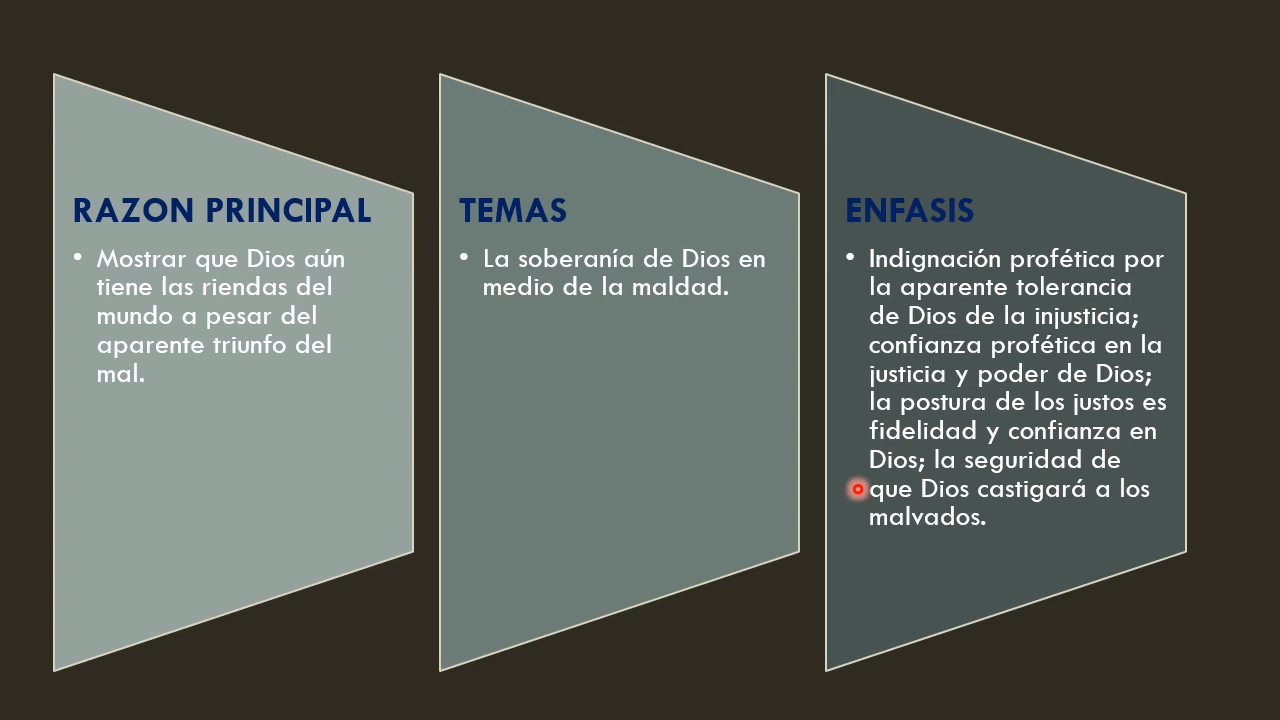 RAZON PRINCIPAL
• Mostrar que Dios aún
tiene las riendas del
mundo a pesar del
aparente triunfo del
mal.
TEMAS
• La soberanía de Dios en
medio de la maldad.
ENFASIS
• Indignación profética por
la aparente tolerancia
de Dios de la injusticia;
confianza profética en la
justicia y poder de Dios;
la postura de los justos es
fidelidad y confianza en
Dios; la seguridad de
que Dios castigará a los
malvados.